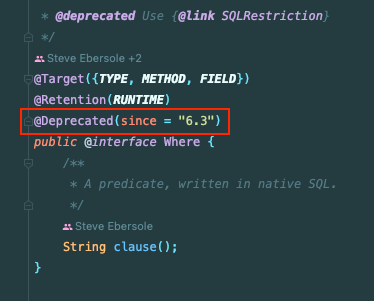 * @deprecated Use {@link SQLRestriction}
*/
Steve Ebersole +2
@Target({TYPE, METHOD, FIELD})
@Retention(RUNTIME)
@Deprecated(since = "6.3")
public @interface Where {
/**
* A predicate, written in native SQL.
*/
Steve Ebersole
String clause();
}